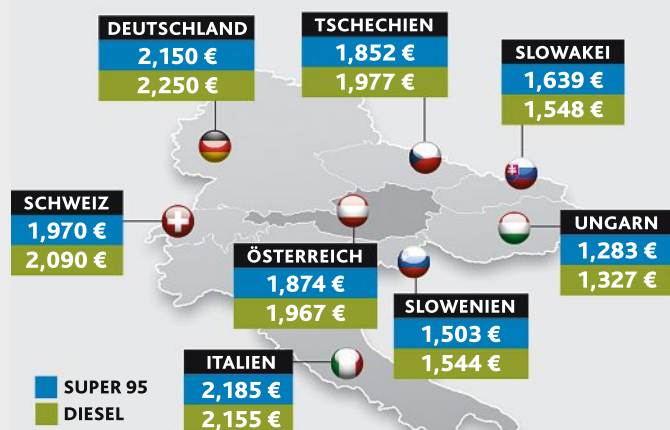 DEUTSCHLAND
2,150 €
2,250 €
TSCHECHIEN
1,852 €
1,977 €
SLOWAKEI
1,639 €
1,548 €
SCHWEIZ
1,970 €
2,090 €
ÖSTERREICH
1,874 €
1,967 €
UNGARN
1,283 €
1,327 €
SLOWENIEN
1,503 €
1,544 €
ITALIEN
2,185 €
2,155 €
SUPER 95
DIESEL